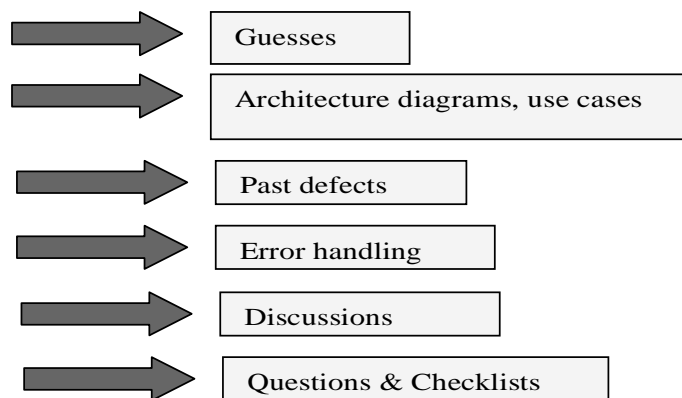 Guesses
Architecture diagrams, use cases
Past defects
Error handling
Discussions
Questions & Checklists